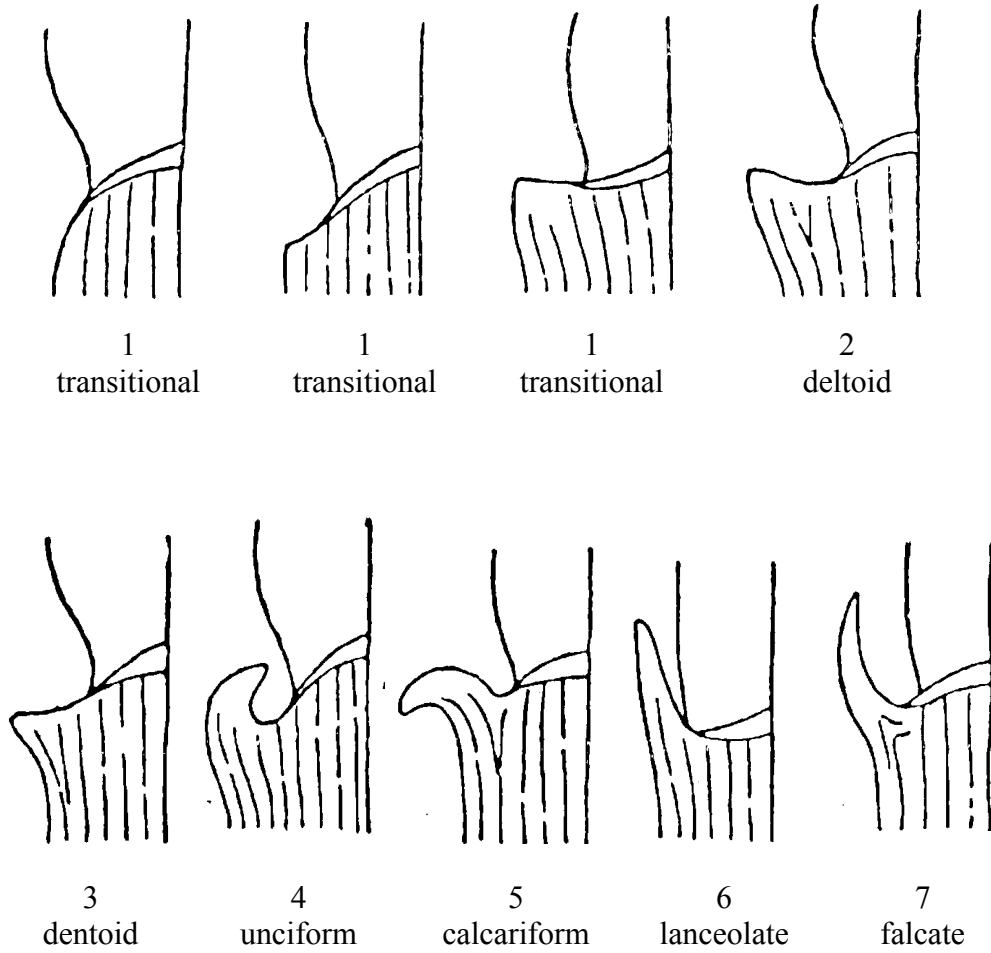 1 1 1 2
transitional transitional transitional deltoid
3 4 5 6 7
dentoid unciform calcariform lanceolate falcate